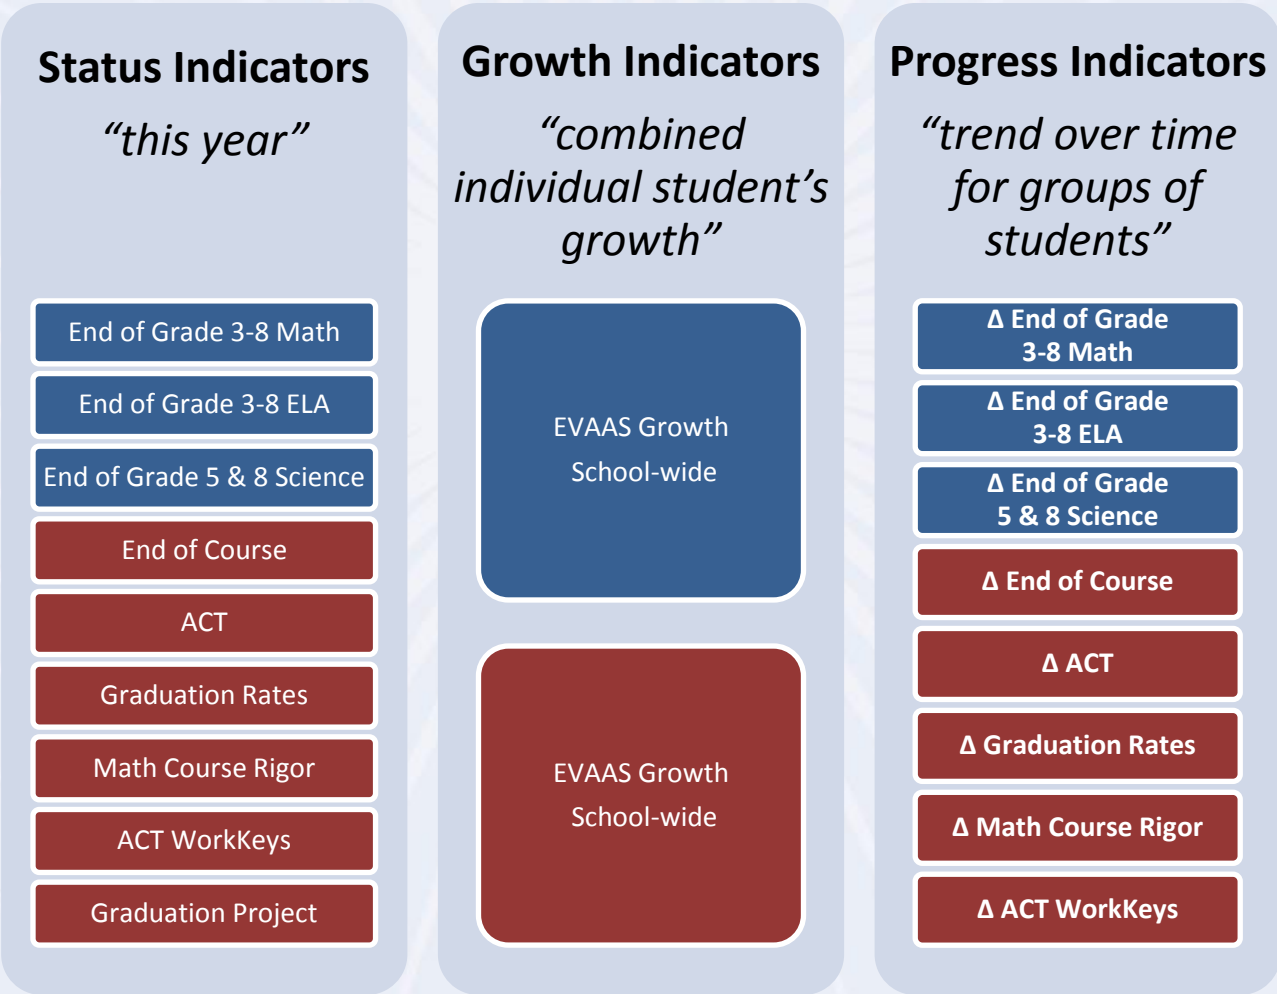 Status Indicators
“this year”
End of Grade 3-8 Math
End of Grade 3-8 ELA
End of Grade 5 & 8 Science
End of Course
ACT
Graduation Rates
Math Course Rigor
ACT WorkKeys
Graduation Project
Growth Indicators
“combined
individual student’s
growth”
EVAAS Growth
School-wide
EVAAS Growth
School-wide
Progress Indicators
“trend over time
for groups of
students”
Δ End of Grade
3-8 Math
Δ End of Grade
3-8 ELA
Δ End of Grade
5 & 8 Science
Δ End of Course
Δ ACT
Δ Graduation Rates
Δ Math Course Rigor
Δ ACT WorkKeys